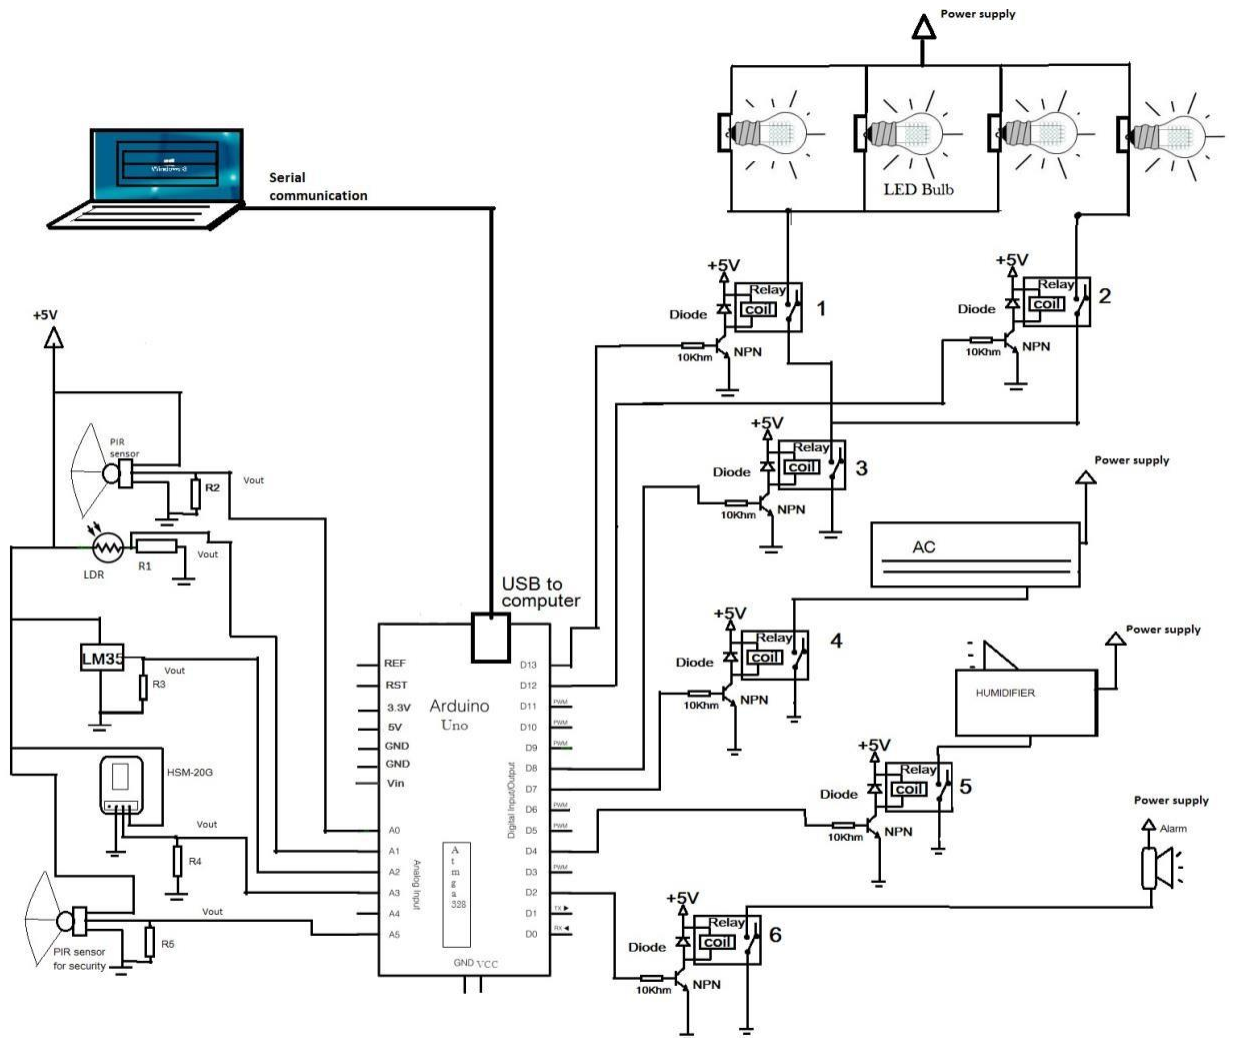 Power supply
LED Bulb
Windows 8
Serial
communication
+5V
Relay
coil
1
Diode
10Khm
NPN
+5V
Relay
coil
2
Diode
10Khm
NPN
+5V
PIR
sensor
R2
Vout
LDR
R1
Vout
+5V
Relay
coil
3
Diode
10Khm
NPN
Power supply
AC
USB to
computer
+5V
Relay
coil
4
Diode
10Khm
NPN
Power supply
HUMIDIFIER
LM35
Vout
R3
HSM-20G
Vout
R4
Vout
R5
PIR sensor
for security
REF
RST
3.3V
5V
GND
GND
Vin
A0
A1
A2
A3
A4
A5
Arduino
Uno
Analog Input
A
t
m
g
a
328
GND VCC
Digital Input/Output
D13
D12
D11 PWM
D10 PWM
D9 PWM
D8
D7
D6 PWM
D5 PWM
D4
D3 PWM
D2
D1 TX ▶
D0 RX ◀
+5V
Relay
coil
5
Diode
10Khm
NPN
Power supply
Alarm
+5V
Relay
coil
6
Diode
10Khm
NPN